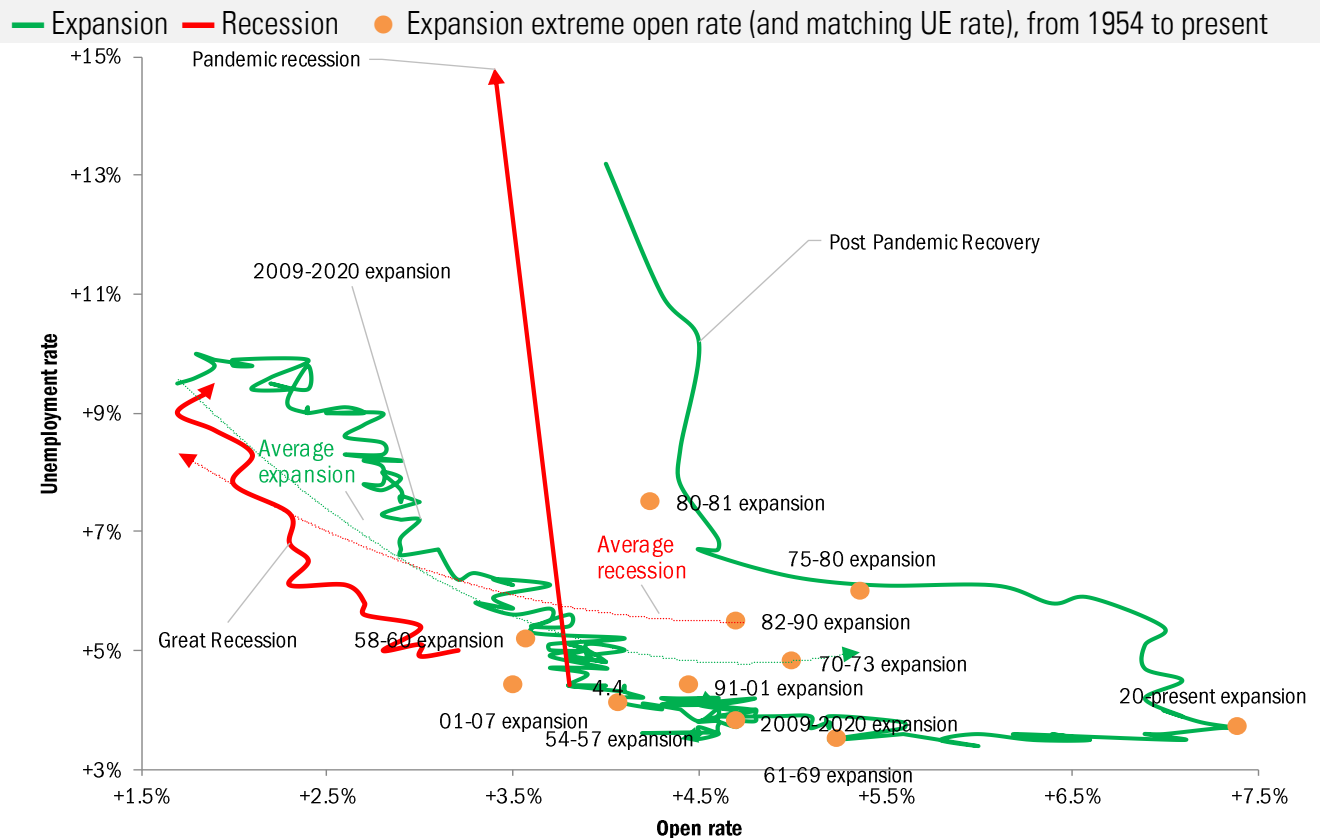 Expansion Recession Expansion extreme open rate (and matching UE rate), from 1954 to present
+15%
Pandemic recession
+13%
Post Pandemic Recovery
2009-2020 expansion
+11%
Unemployment rate
+9%
Average
expansion
80-81 expansion
+7%
Average
recession
75-80 expansion
82-90 expansion
Great Recession
58-60 expansion
+5%
70-73 expansion
4.4
91-01 expansion
20-present expansion
01-07 expansion
2009-2020 expansion
54-57 expansion
+3%
61-69 expansion
+1.5% +2.5% +3.5% +4.5% +5.5% +6.5% +7.5%
Open rate